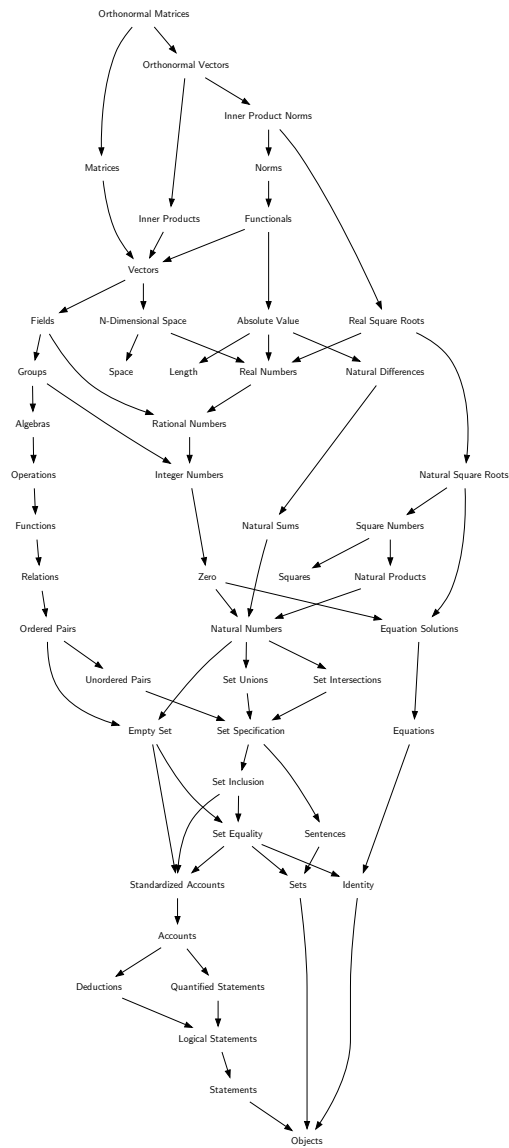 Orthonormal Matrices
Orthonormal Vectors
Inner Product Norms
Matrices
Norms
Inner Products
Functionals
Vectors
Fields
N-Dimensional Space
Absolute Value
Real Square Roots
Groups
Space
Length
Real Numbers
Natural Differences
Algebras
Rational Numbers
Operations
Integer Numbers
Natural Square Roots
Functions
Natural Sums
Square Numbers
Relations
Zero
Squares
Natural Products
Ordered Pairs
Natural Numbers
Equation Solutions
Unordered Pairs
Set Unions
Set Intersections
Empty Set
Set Specification
Equations
Set Inclusion
Set Equality
Sentences
Standardized Accounts
Sets
Identity
Accounts
Deductions
Quantified Statements
Logical Statements
Statements
Objects